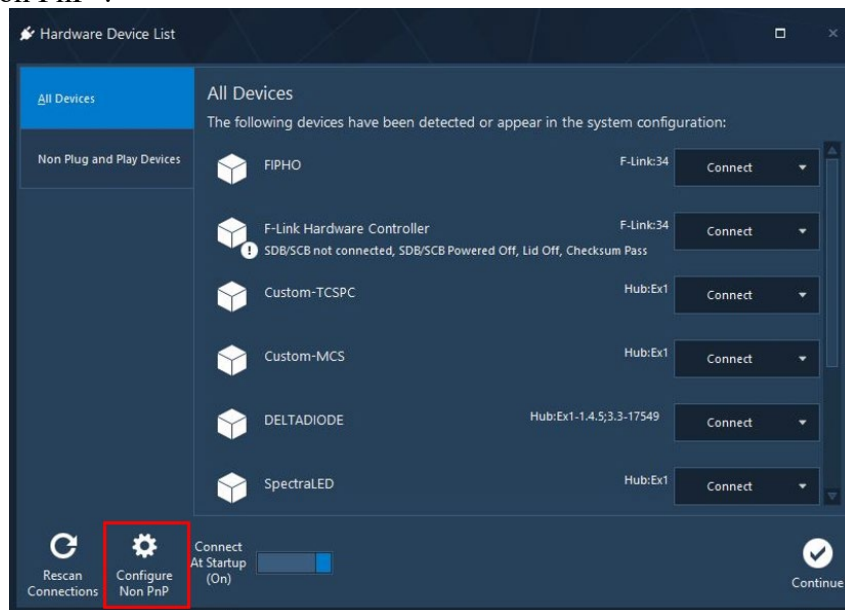 Hardware Device List
All Devices
Non Plug and Play Devices
All Devices
The following devices have been detected or appear in the system configuration:
FIPHO
F-Link:34
Connect
F-Link Hardware Controller
F-Link:34
SDB/SCB not connected, SDB/SCB Powered Off, Lid Off, Checksum Pass
Connect
Custom-TCSPC
Hub:Ex1
Connect
Custom-MCS
Hub:Ex1
Connect
DELTADIODE
Hub:Ex1-1.4.5;3.3-17549
Connect
SpectraLED
Hub:Ex1
Connect
Rescan
Connections
Configure
Non PnP
Connect
At Startup
(On)
Continue